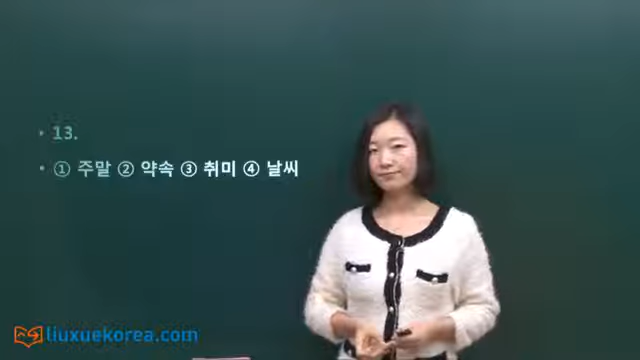 • 13.
• ① 주말 ② 약속 ③ 취미 ④ 날씨
liuxuekorea.com